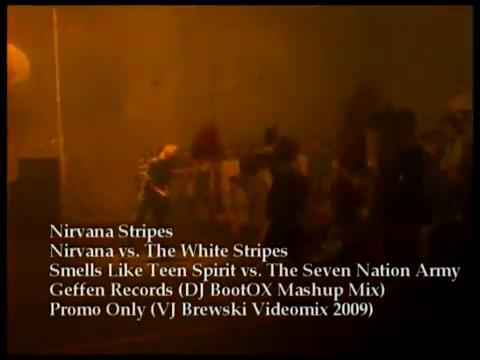 Nirvana Stripes
Nirvana vs. The White Stripes
Smells Like Teen Spirit vs. The Seven Nation Army
Geffen Records (DJ BootOX Mashup Mix)
Promo Only (VJ Brewski Videomix 2009)